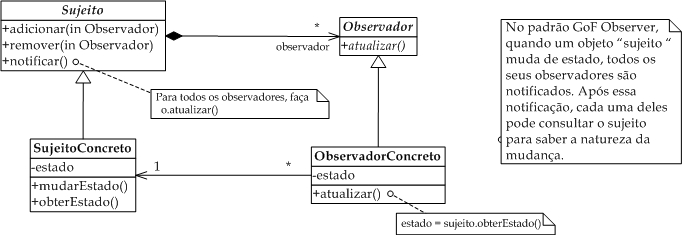 Sujeito
+adicionar(in Observador)
+remover(in Observador)
+notificar()
*
observador
Observador
+atualizar()
Para todos os observadores, faça
o.atualizar()
No padrão GoF Observer,
quando um objeto “sujeito “
muda de estado, todos os
seus observadores são
notificados. Após essa
notificação, cada uma deles
pode consultar o sujeito
para saber a natureza da
mudança.
SujeitoConcreto
-estado
+mudarEstado()
+obterEstado()
1
*
ObservadorConcreto
-estado
+atualizar()
estado = sujeito.obterEstado()